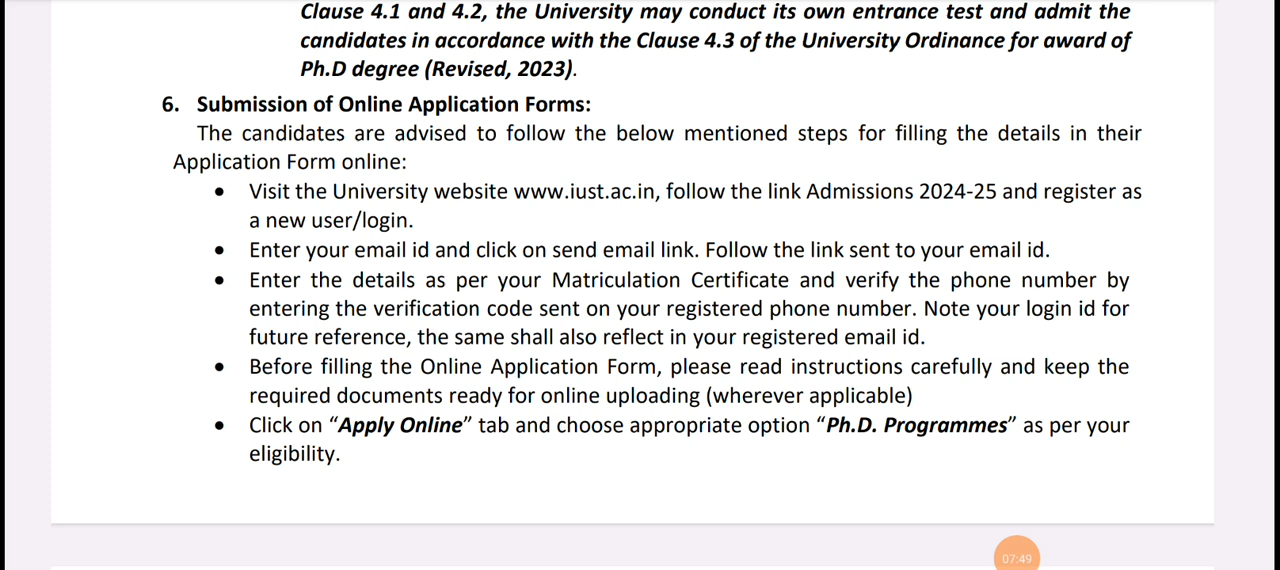 Clause 4.1 and 4.2, the University may conduct its own entrance test and admit the
candidates in accordance with the Clause 4.3 of the University Ordinance for award of
Ph.D degree (Revised, 2023).
6. Submission of Online Application Forms:
The candidates are advised to follow the below mentioned steps for filling the details in their
Application Form online:
• Visit the University website www.iust.ac.in, follow the link Admissions 2024-25 and register as
a new user/login.
• Enter your email id and click on send email link. Follow the link sent to your email id.
• Enter the details as per your Matriculation Certificate and verify the phone number by
entering the verification code sent on your registered phone number. Note your login id for
future reference, the same shall also reflect in your registered email id.
• Before filling the Online Application Form, please read instructions carefully and keep the
required documents ready for online uploading (wherever applicable)
• Click on “Apply Online” tab and choose appropriate option “Ph.D. Programmes” as per your
eligibility.
07:49